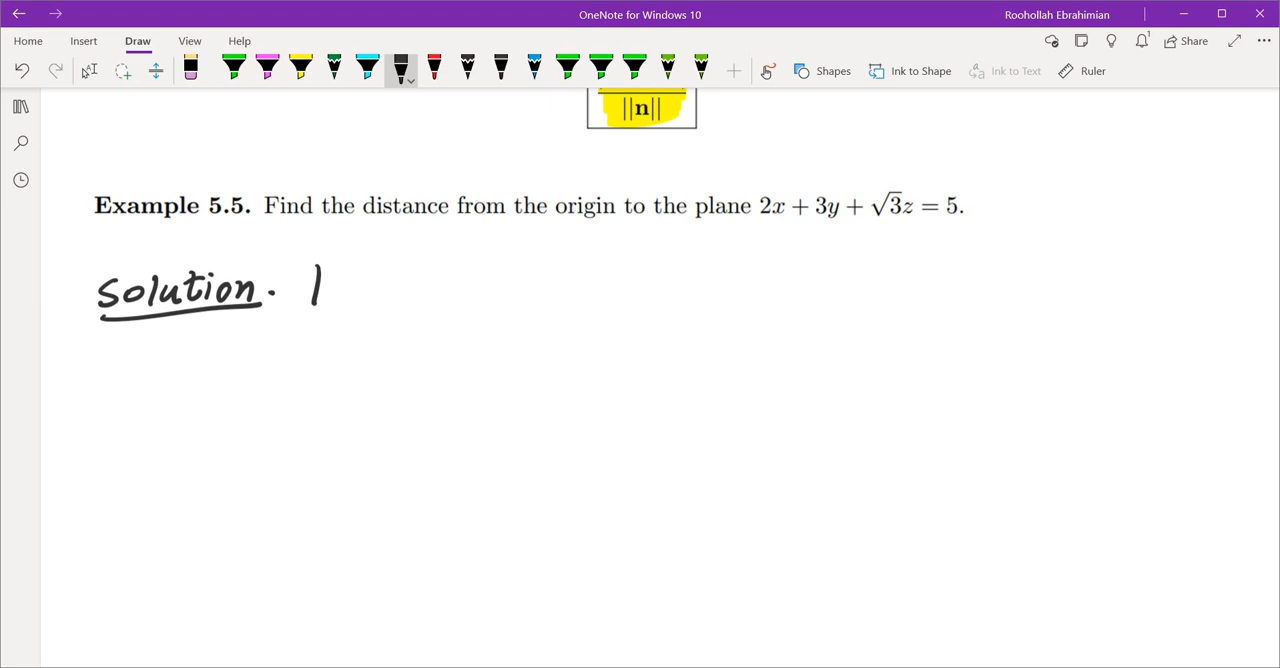 OneNote for Windows 10
Roohollah Ebrahimian
Home Insert Draw View Help
1
Share
Shapes
Ink to Shape
Ink to Text
Ruler
||n||
Example 5.5. Find the distance from the origin to the plane 2x + 3y + √3z = 5.
Solution. |